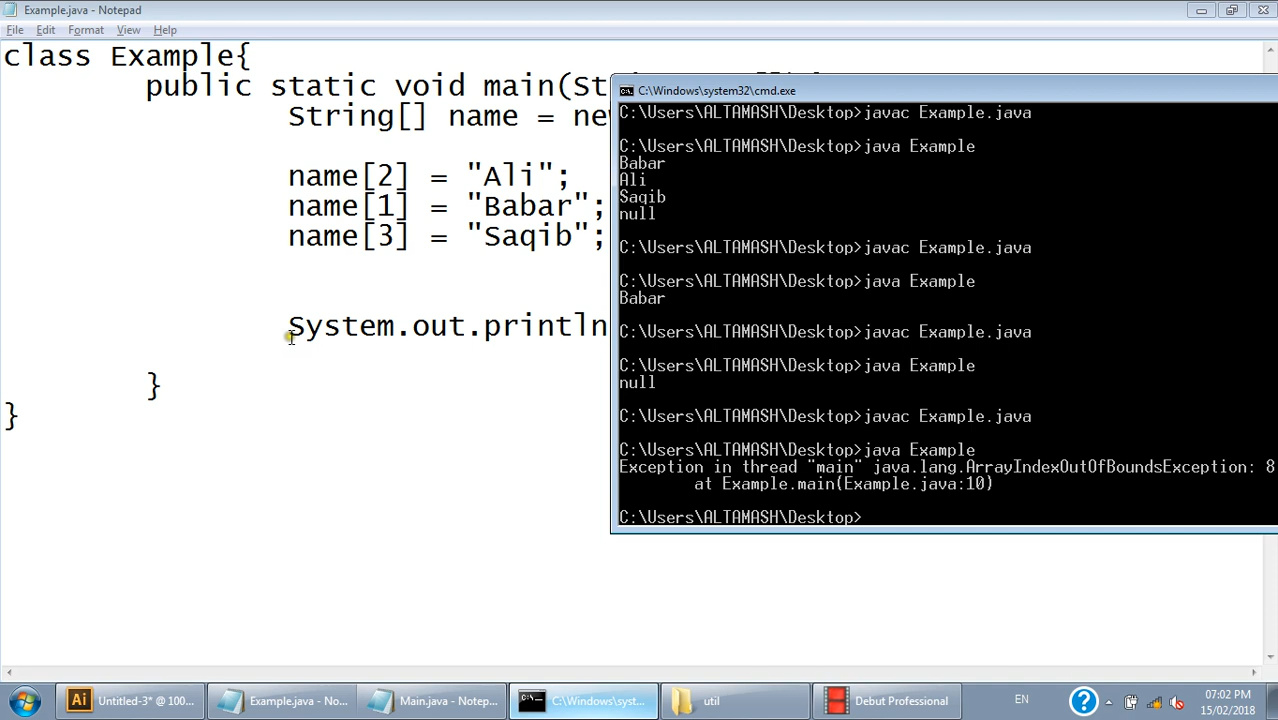 Example.java - Notepad
File Edit Format View Help
class Example{
public static void main(St
String[] name = new
name[2] = "Ali";
name[1] = "Babar";
name[3] = "Saqib";
System.out.println
}
}
C:\Windows\system32\cmd.exe
C:\Users\ALTAMASH\Desktop>javac Example.java
C:\Users\ALTAMASH\Desktop>java Example
Babar
Ali
Saqib
null
C:\Users\ALTAMASH\Desktop>javac Example.java
C:\Users\ALTAMASH\Desktop>java Example
Babar
C:\Users\ALTAMASH\Desktop>javac Example.java
C:\Users\ALTAMASH\Desktop>java Example
null
C:\Users\ALTAMASH\Desktop>javac Example.java
C:\Users\ALTAMASH\Desktop>java Example
Exception in thread "main" java.lang.ArrayIndexOutOfBoundsException: 8
at Example.main(Example.java:10)
C:\Users\ALTAMASH\Desktop>
Ai Untitled-3* @ 100... Example.java - No... Main.java - Notep... C:\Windows\syst... util Debut Professional EN 07:02 PM
15/02/2018